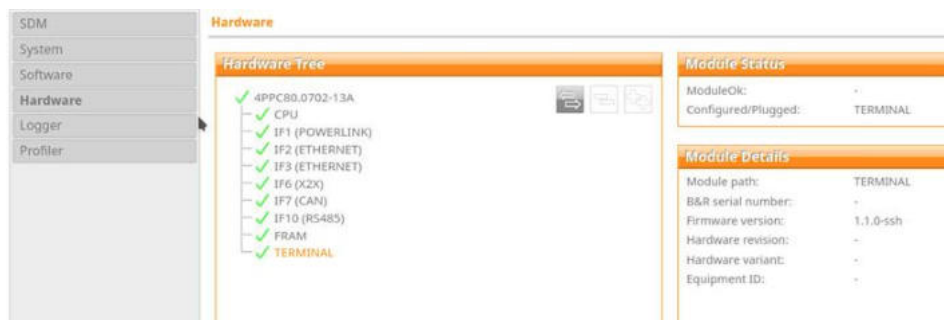 SDM
System
Software
Hardware
Logger
Profiler
Hardware
Hardware Tree
4PPC80.0702-13A
CPU
IF1 (POWERLINK)
IF2 (ETHERNET)
IF3 (ETHERNET)
IF6 (X2X)
IF7 (CAN)
IF10 (RS485)
FRAM
TERMINAL
Module Status
ModuleOk: -
Configured/Plugged: TERMINAL
Module Details
Module path: TERMINAL
B&R serial number: -
Firmware version: 1.1.0-ssh
Hardware revision: -
Hardware variant: -
Equipment ID: -